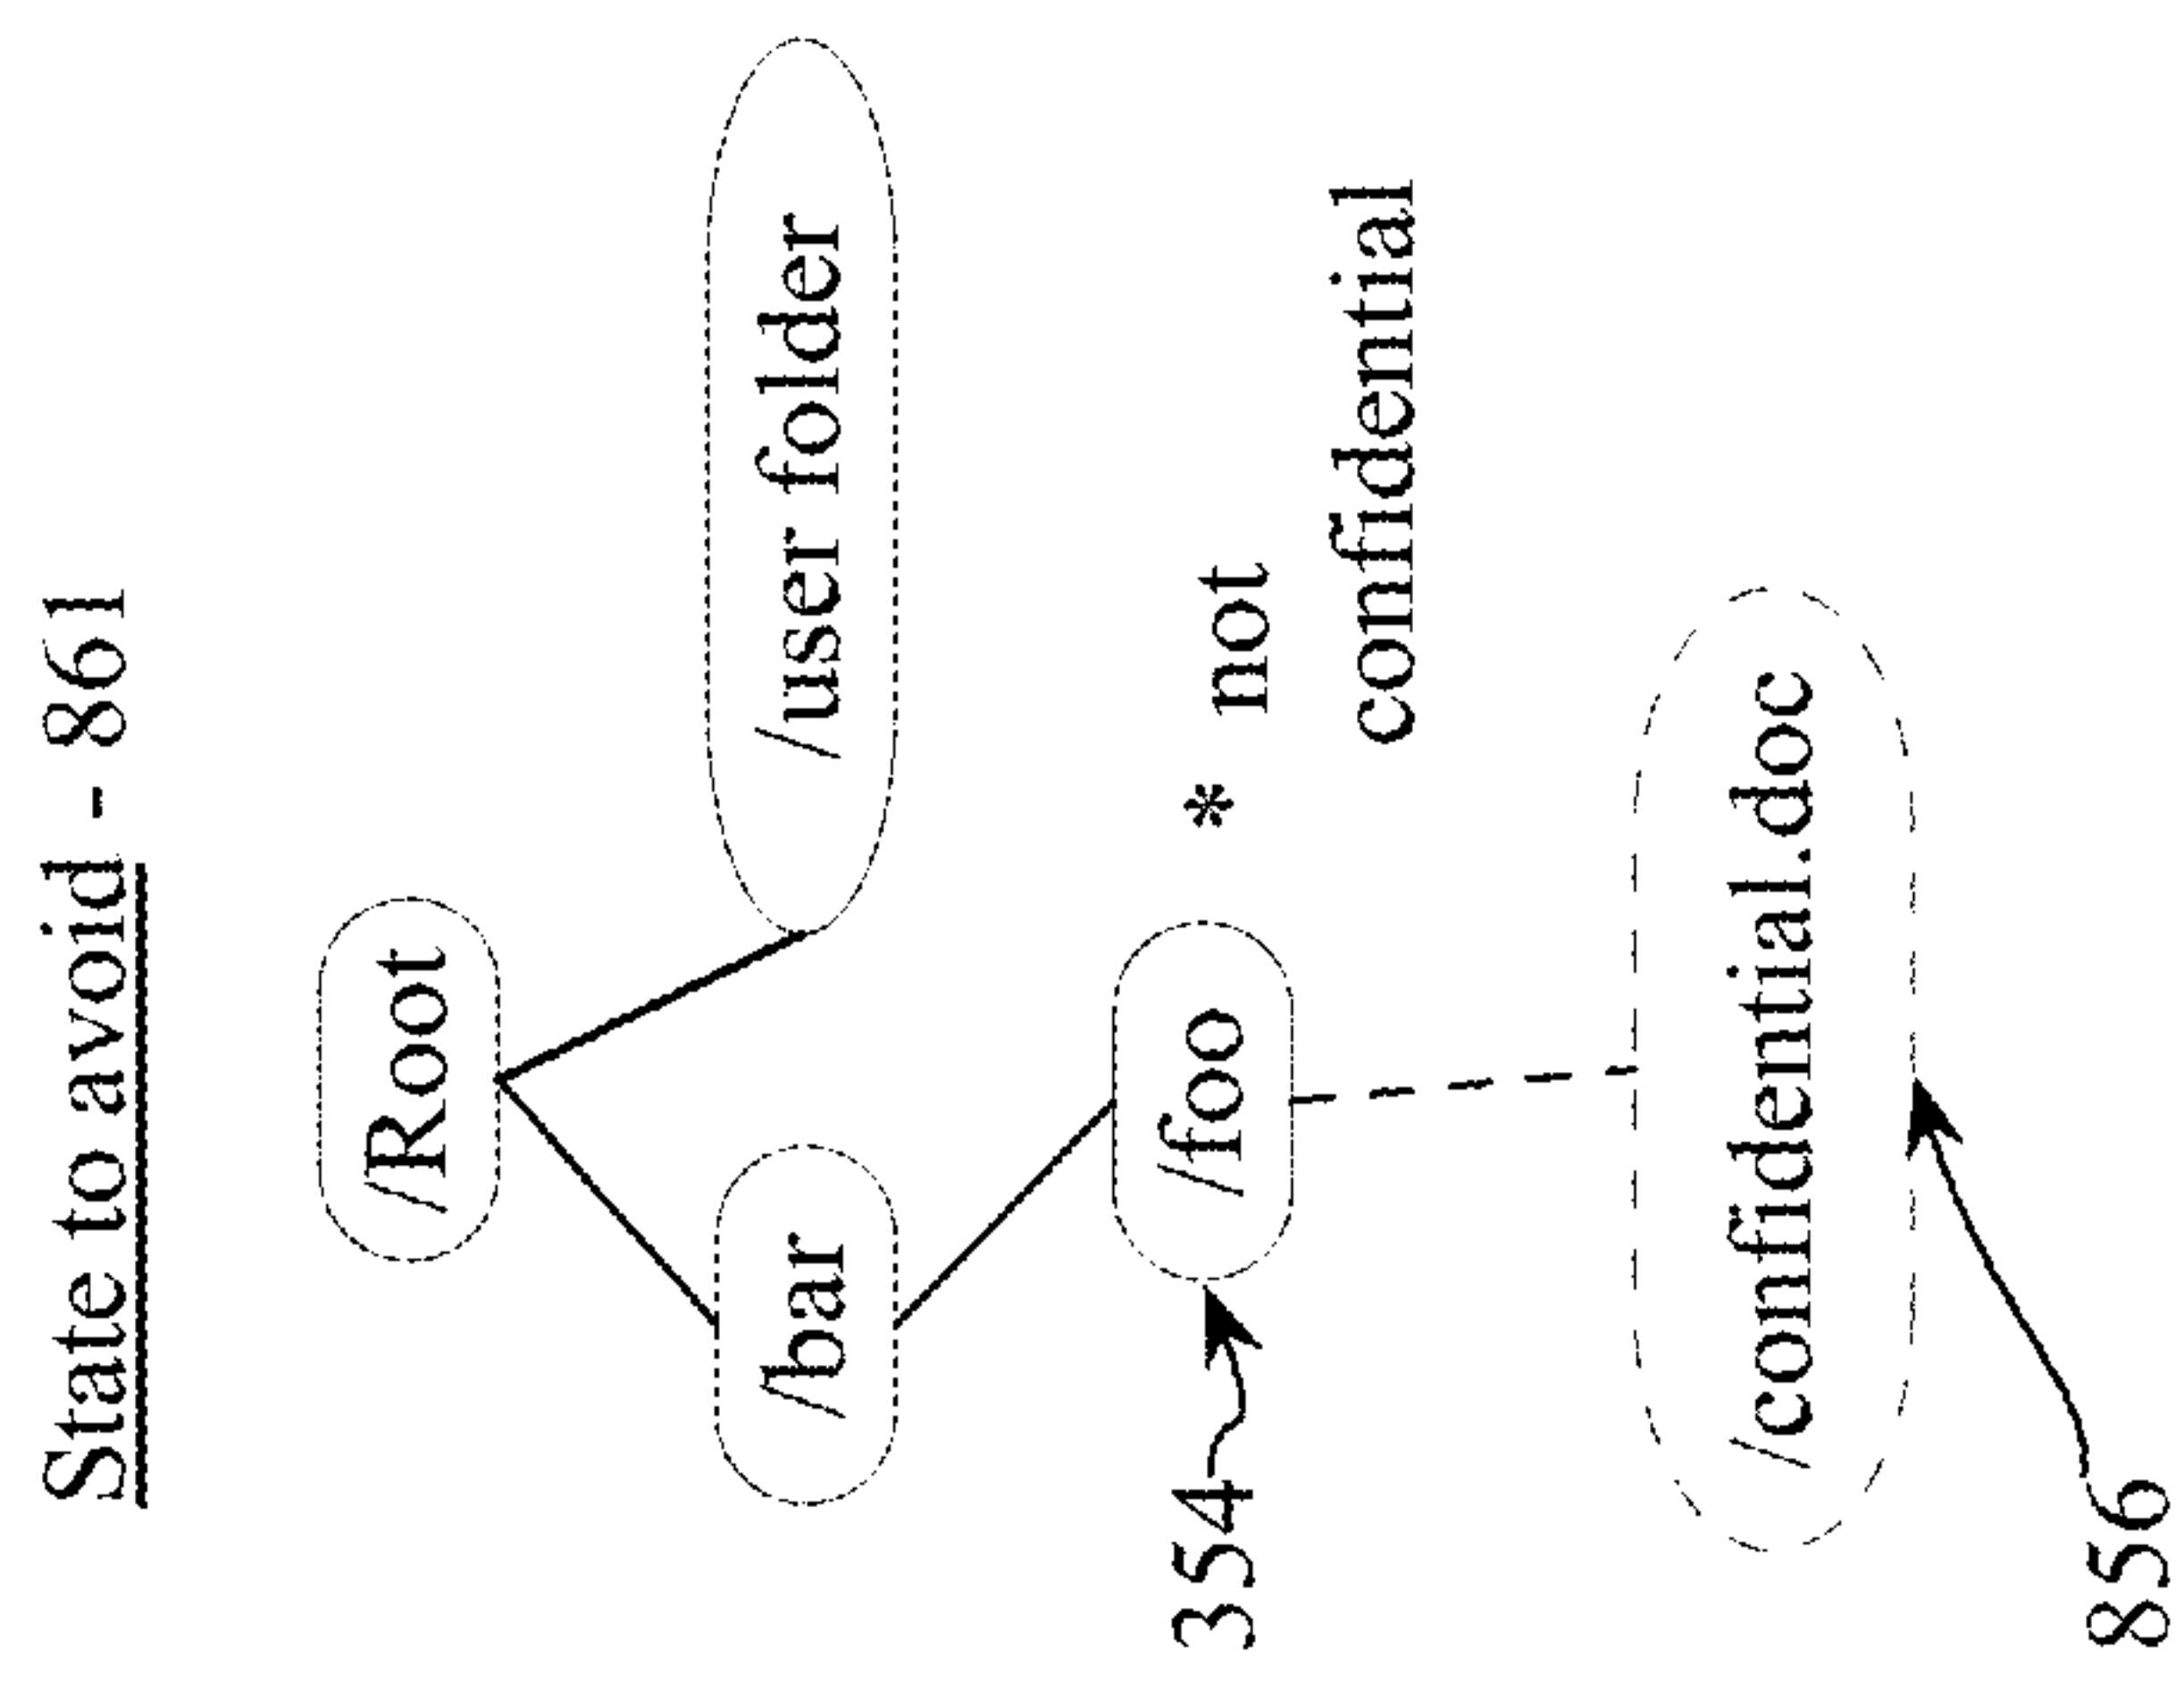 State to avoid - 861
/Root
/bar
/user folder
354
/foo
* not
confidential
/confidential.doc
856